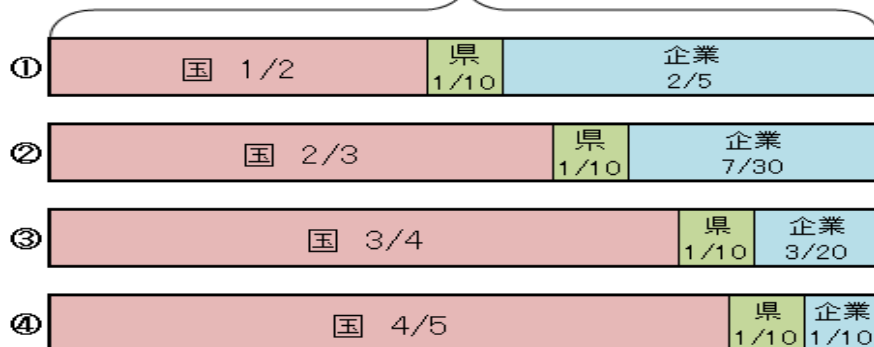 ① 国 1/2 県 企業
1/10 2/5
② 国 2/3 県 企業
1/10 7/30
③ 国 3/4 県 企業
1/10 3/20
④ 国 4/5 県 企業
1/10 1/10